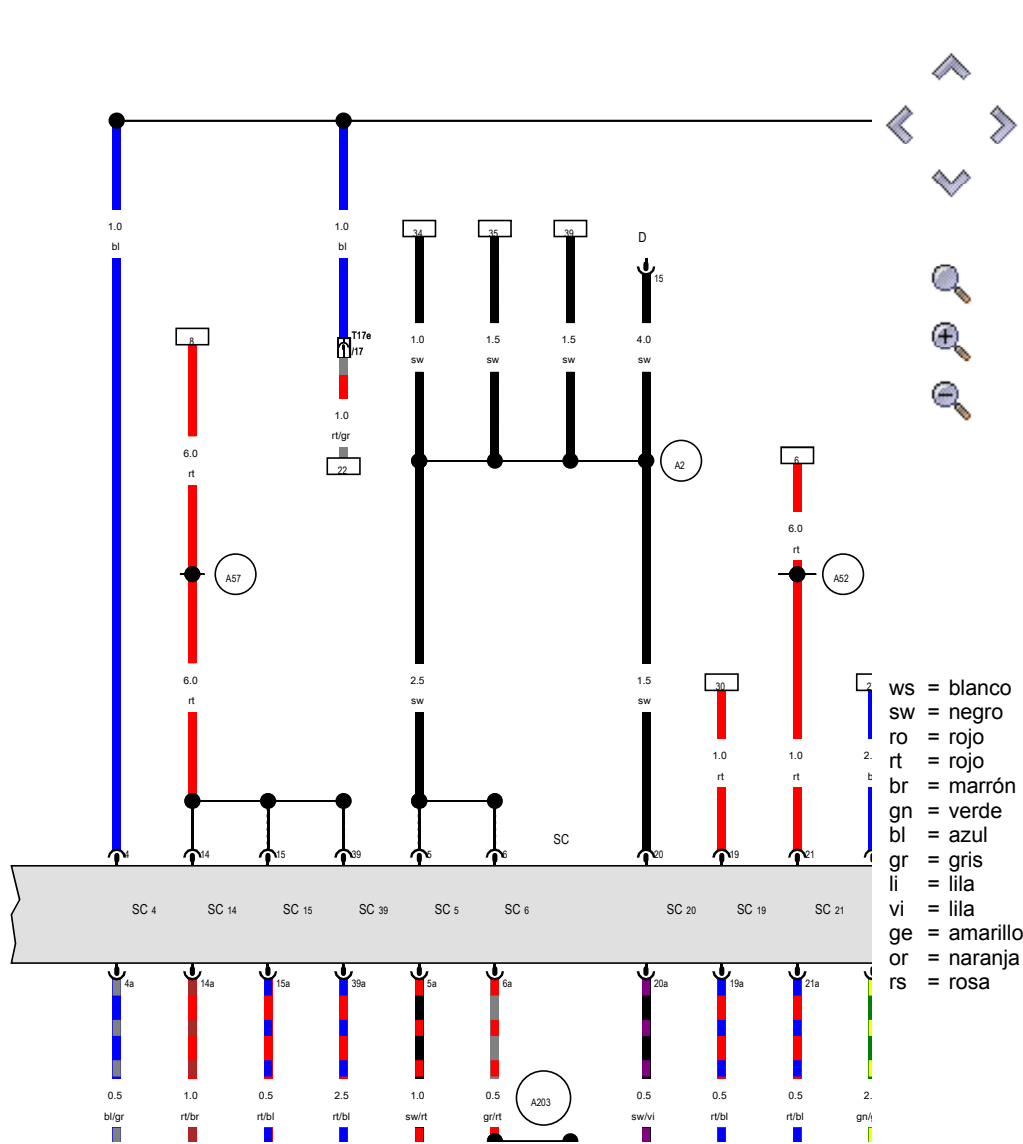 1.0
bl
1.0
bl
34
35
39
D
15
8
T17e
/17
1.0
sw
1.5
sw
1.5
sw
4.0
sw
1.0
rt/gr
22
6.0
rt
A2
6
6.0
rt
A57
A52
6.0
rt
2.5
sw
1.5
sw
30
1.0
rt
1.0
rt
ws = blanco
sw = negro
ro = rojo
rt = rojo
br = marrón
gn = verde
bl = azul
gr = gris
li = lila
vi = lila
ge = amarillo
or = naranja
rs = rosa
SC
4
14
15
39
5
6
20
19
21
SC 4
SC 14
SC 15
SC 39
SC 5
SC 6
SC 20
SC 19
SC 21
4a
14a
15a
39a
5a
6a
20a
19a
21a
0.5
1.0
0.5
2.5
1.0
0.5
A203
0.5
0.5
0.5
bl/gr
rt/br
rt/bl
rt/bl
sw/rt
gr/rt
sw/vi
rt/bl
rt/bl